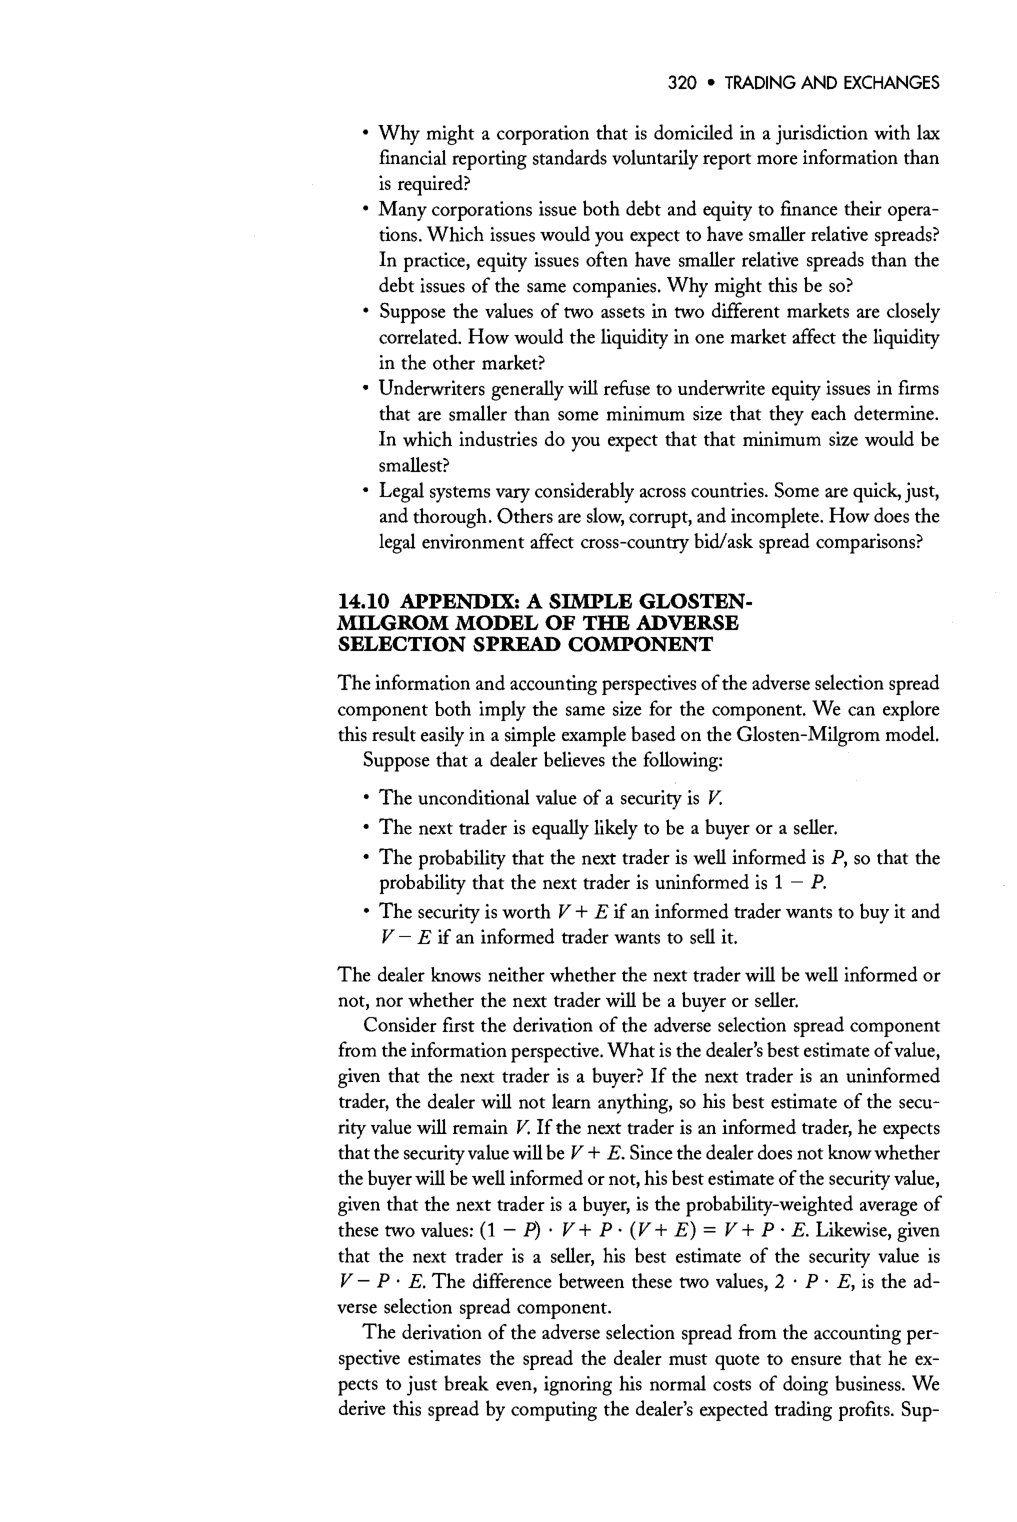 320 • TRADING AND EXCHANGES
• Why might a corporation that is domiciled in a jurisdiction with lax
financial reporting standards voluntarily report more information than
is required?
• Many corporations issue both debt and equity to finance their opera-
tions. Which issues would you expect to have smaller relative spreads?
In practice, equity issues often have smaller relative spreads than the
debt issues of the same companies. Why might this be so?
• Suppose the values of two assets in two different markets are closely
correlated. How would the liquidity in one market affect the liquidity
in the other market?
• Underwriters generally will refuse to underwrite equity issues in firms
that are smaller than some minimum size that they each determine.
In which industries do you expect that that minimum size would be
smallest?
• Legal systems vary considerably across countries. Some are quick, just,
and thorough. Others are slow, corrupt, and incomplete. How does the
legal environment affect cross-country bid/ask spread comparisons?
14.10 APPENDIX: A SIMPLE GLOSTEN-
MILGROM MODEL OF THE ADVERSE
SELECTION SPREAD COMPONENT
The information and accounting perspectives of the adverse selection spread
component both imply the same size for the component. We can explore
this result easily in a simple example based on the Glosten-Milgrom model.
Suppose that a dealer believes the following:
• The unconditional value of a security is V.
• The next trader is equally likely to be a buyer or a seller.
• The probability that the next trader is well informed is P, so that the
probability that the next trader is uninformed is 1 − P.
• The security is worth V + E if an informed trader wants to buy it and
V − E if an informed trader wants to sell it.
The dealer knows neither whether the next trader will be well informed or
not, nor whether the next trader will be a buyer or seller.
Consider first the derivation of the adverse selection spread component
from the information perspective. What is the dealer's best estimate of value,
given that the next trader is a buyer? If the next trader is an uninformed
trader, the dealer will not learn anything, so his best estimate of the secu-
rity value will remain V. If the next trader is an informed trader, he expects
that the security value will be V + E. Since the dealer does not know whether
the buyer will be well informed or not, his best estimate of the security value,
given that the next trader is a buyer, is the probability-weighted average of
these two values: (1 − P) · V + P · (V + E) = V + P · E. Likewise, given
that the next trader is a seller, his best estimate of the security value is
V − P · E. The difference between these two values, 2 · P · E, is the ad-
verse selection spread component.
The derivation of the adverse selection spread from the accounting per-
spective estimates the spread the dealer must quote to ensure that he ex-
pects to just break even, ignoring his normal costs of doing business. We
derive this spread by computing the dealer's expected trading profits. Sup-